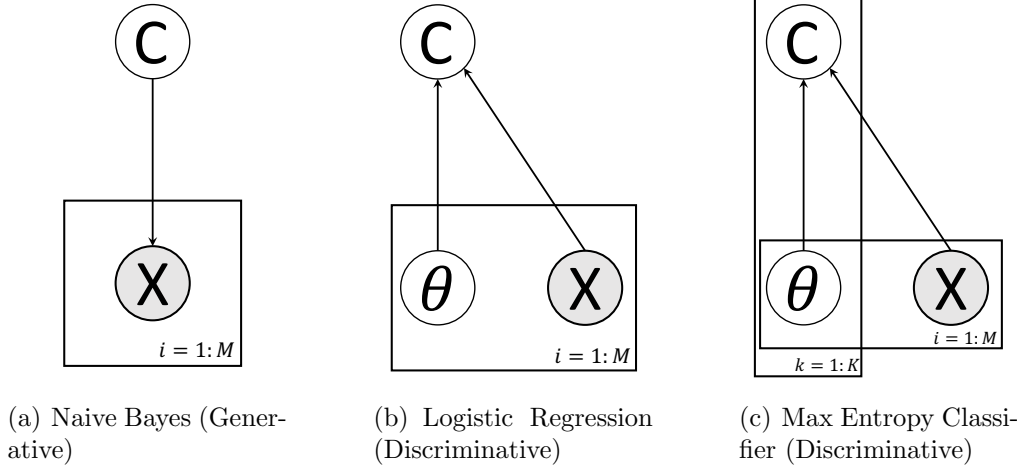 C
X
i = 1: M
(a) Naive Bayes (Gener-
ative)
C
θ
X
i = 1: M
(b) Logistic Regression
(Discriminative)
C
θ
X
i = 1: M
k = 1: K
(c) Max Entropy Classi-
fier (Discriminative)